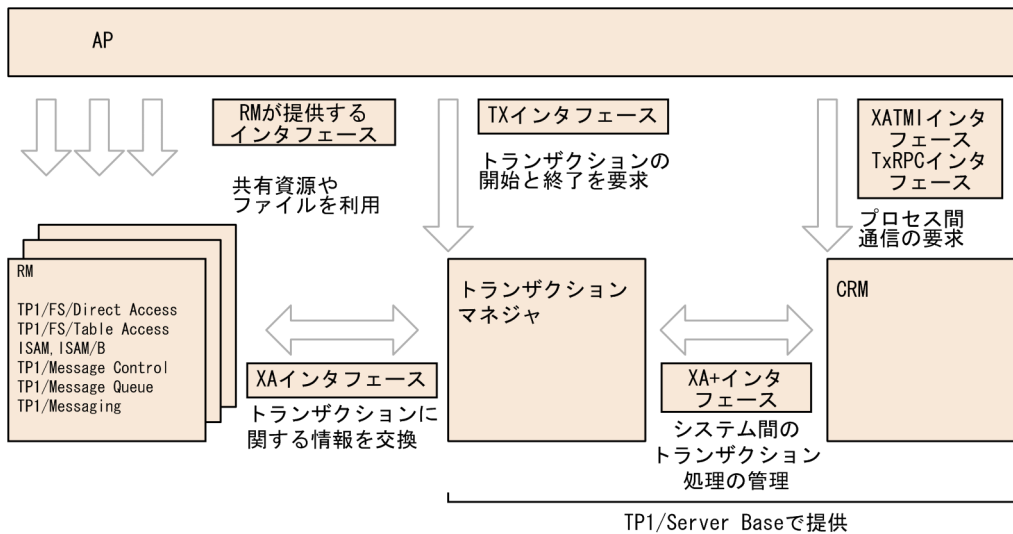 AP
RMが提供する
インタフェース
TXインタフェース
XATMIインタ
フェース
TxRPCインタ
フェース
共有資源や
ファイルを利用
トランザクションの
開始と終了を要求
プロセス間
通信の要求
RM
TP1/FS/Direct Access
TP1/FS/Table Access
ISAM,ISAM/B
TP1/Message Control
TP1/Message Queue
TP1/Messaging
トランザクション
マネジャ
CRM
XAインタフェース
トランザクションに
関する情報を交換
XA+インタ
フェース
システム間の
トランザクション
処理の管理
TP1/Server Baseで提供